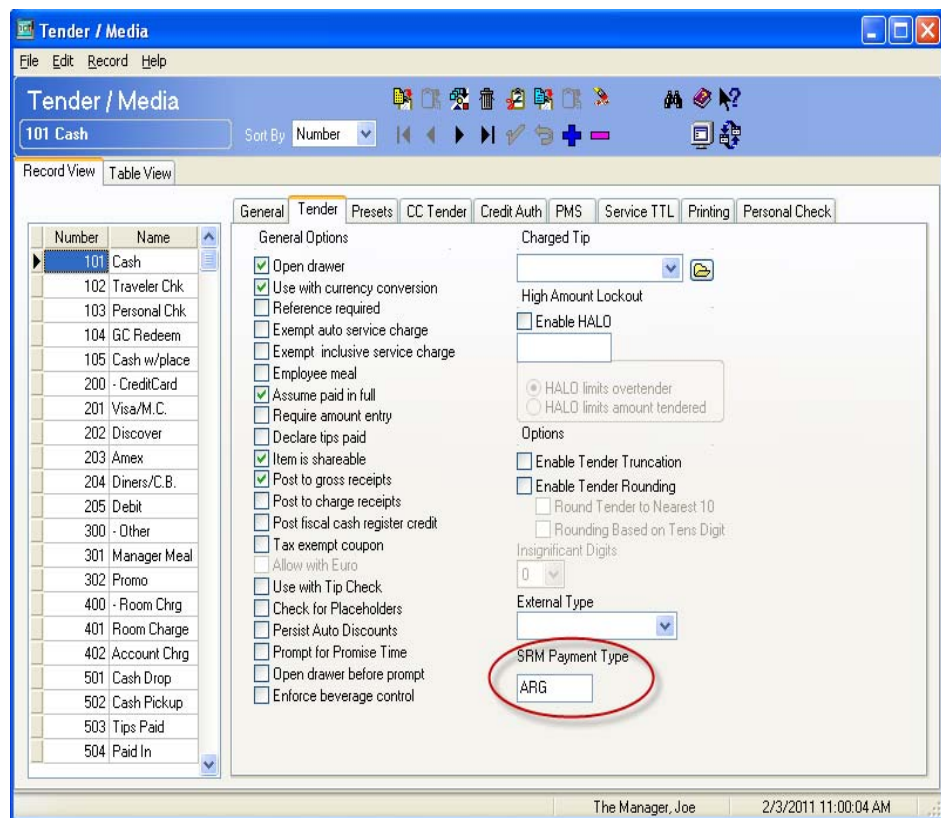 Tender / Media
File Edit Record Help
Tender / Media
101 Cash
Sort By Number
Record View Table View
General Tender Presets CC Tender Credit Auth PMS Service TTL Printing Personal Check
Number Name
101 Cash
102 Traveler Chk
103 Personal Chk
104 GC Redeem
105 Cash w/place
200 - CreditCard
201 Visa/M.C.
202 Discover
203 Amex
204 Diners/C.B.
205 Debit
300 - Other
301 Manager Meal
302 Promo
400 - Room Chrg
401 Room Charge
402 Account Chrg
501 Cash Drop
502 Cash Pickup
503 Tips Paid
504 Paid In
General Options
Open drawer
Use with currency conversion
Reference required
Exempt auto service charge
Exempt inclusive service charge
Employee meal
Assume paid in full
Require amount entry
Declare tips paid
Item is shareable
Post to gross receipts
Post to charge receipts
Post fiscal cash register credit
Tax exempt coupon
Allow with Euro
Use with Tip Check
Check for Placeholders
Persist Auto Discounts
Prompt for Promise Time
Open drawer before prompt
Enforce beverage control
Charged Tip
High Amount Lockout
Enable HALO
HALO limits overtender
HALO limits amount tendered
Options
Enable Tender Truncation
Enable Tender Rounding
Round Tender to Nearest 10
Rounding Based on Tens Digit
Insignificant Digits
0
External Type
SRM Payment Type
ARG
The Manager, Joe 2/3/2011 11:00:04 AM